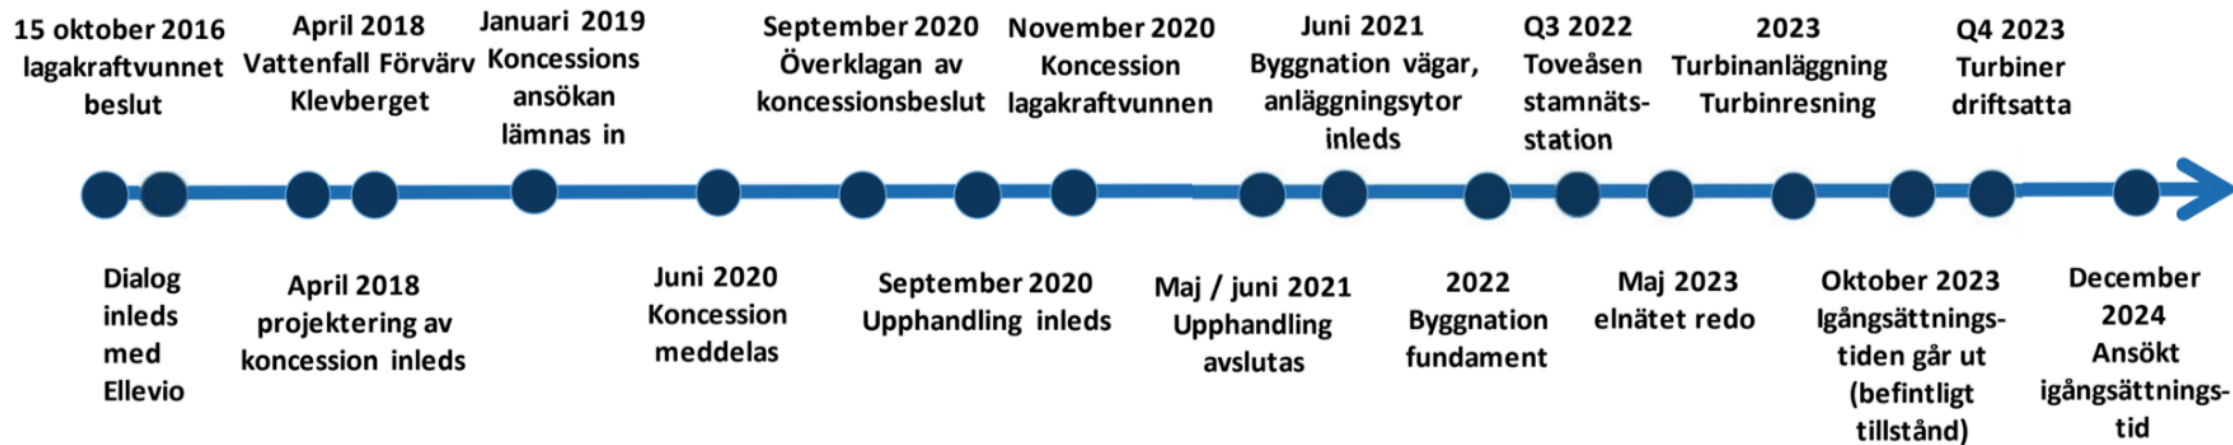 15 oktober 2016
lagakraftvunnet
beslut
April 2018
Vattenfall Förvärv
Klevberget
Januari 2019
Koncessions
ansökan
lämnas in
September 2020
Överklagan av
koncessionsbeslut
November 2020
Koncession
lagakraftvunnen
Juni 2021
Byggnation vägar,
anläggningsytor
inleds
Q3 2022
Toveåsen
stamnäts-
station
2023
Turbinanläggning
Turbinresning
Q4 2023
Turbiner
driftsatta
Dialog
inleds
med
Ellevio
April 2018
projektering av
koncession inleds
Juni 2020
Koncession
meddelas
September 2020
Upphandling inleds
Maj / juni 2021
Upphandling
avslutas
2022
Byggnation
fundament
Maj 2023
elnätet redo
Oktober 2023
Igångsättnings-
tiden går ut
(befintligt
tillstånd)
December
2024
Ansökt
igångsättnings-
tid